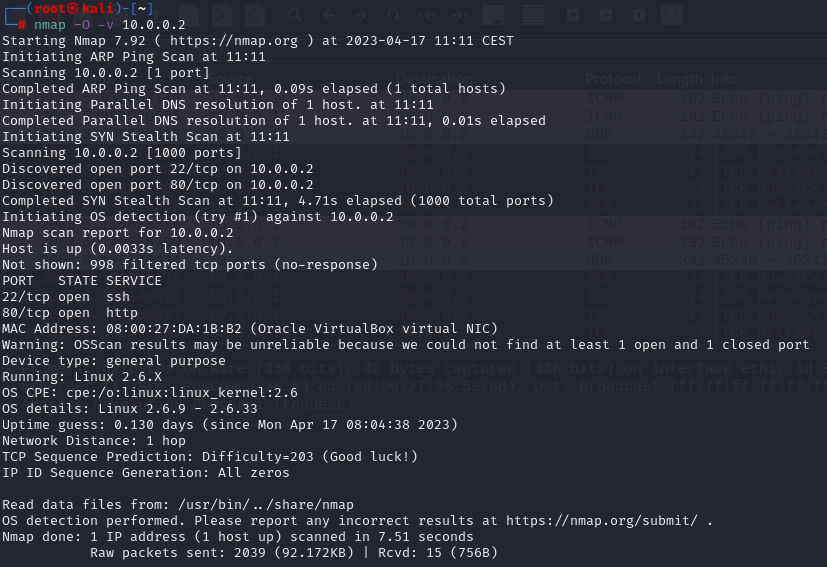 ┌──(root㉿kali)-[~]
└─# nmap -O -v 10.0.0.2
Starting Nmap 7.92 ( https://nmap.org ) at 2023-04-17 11:11 CEST
Initiating ARP Ping Scan at 11:11
Scanning 10.0.0.2 [1 port]
Completed ARP Ping Scan at 11:11, 0.09s elapsed (1 total hosts)
Initiating Parallel DNS resolution of 1 host. at 11:11
Completed Parallel DNS resolution of 1 host. at 11:11, 0.01s elapsed
Initiating SYN Stealth Scan at 11:11
Scanning 10.0.0.2 [1000 ports]
Discovered open port 22/tcp on 10.0.0.2
Discovered open port 80/tcp on 10.0.0.2
Completed SYN Stealth Scan at 11:11, 4.71s elapsed (1000 total ports)
Initiating OS detection (try #1) against 10.0.0.2
Nmap scan report for 10.0.0.2
Host is up (0.0033s latency).
Not shown: 998 filtered tcp ports (no-response)
PORT   STATE SERVICE
22/tcp open  ssh
80/tcp open  http
MAC Address: 08:00:27:DA:1B:B2 (Oracle VirtualBox virtual NIC)
Warning: OSScan results may be unreliable because we could not find at least 1 open and 1 closed port
Device type: general purpose
Running: Linux 2.6.X
OS CPE: cpe:/o:linux:linux_kernel:2.6
OS details: Linux 2.6.9 - 2.6.33
Uptime guess: 0.130 days (since Mon Apr 17 08:04:38 2023)
Network Distance: 1 hop
TCP Sequence Prediction: Difficulty=203 (Good luck!)
IP ID Sequence Generation: All zeros

Read data files from: /usr/bin/../share/nmap
OS detection performed. Please report any incorrect results at https://nmap.org/submit/ .
Nmap done: 1 IP address (1 host up) scanned in 7.51 seconds
           Raw packets sent: 2039 (92.172KB) | Rcvd: 15 (756B)